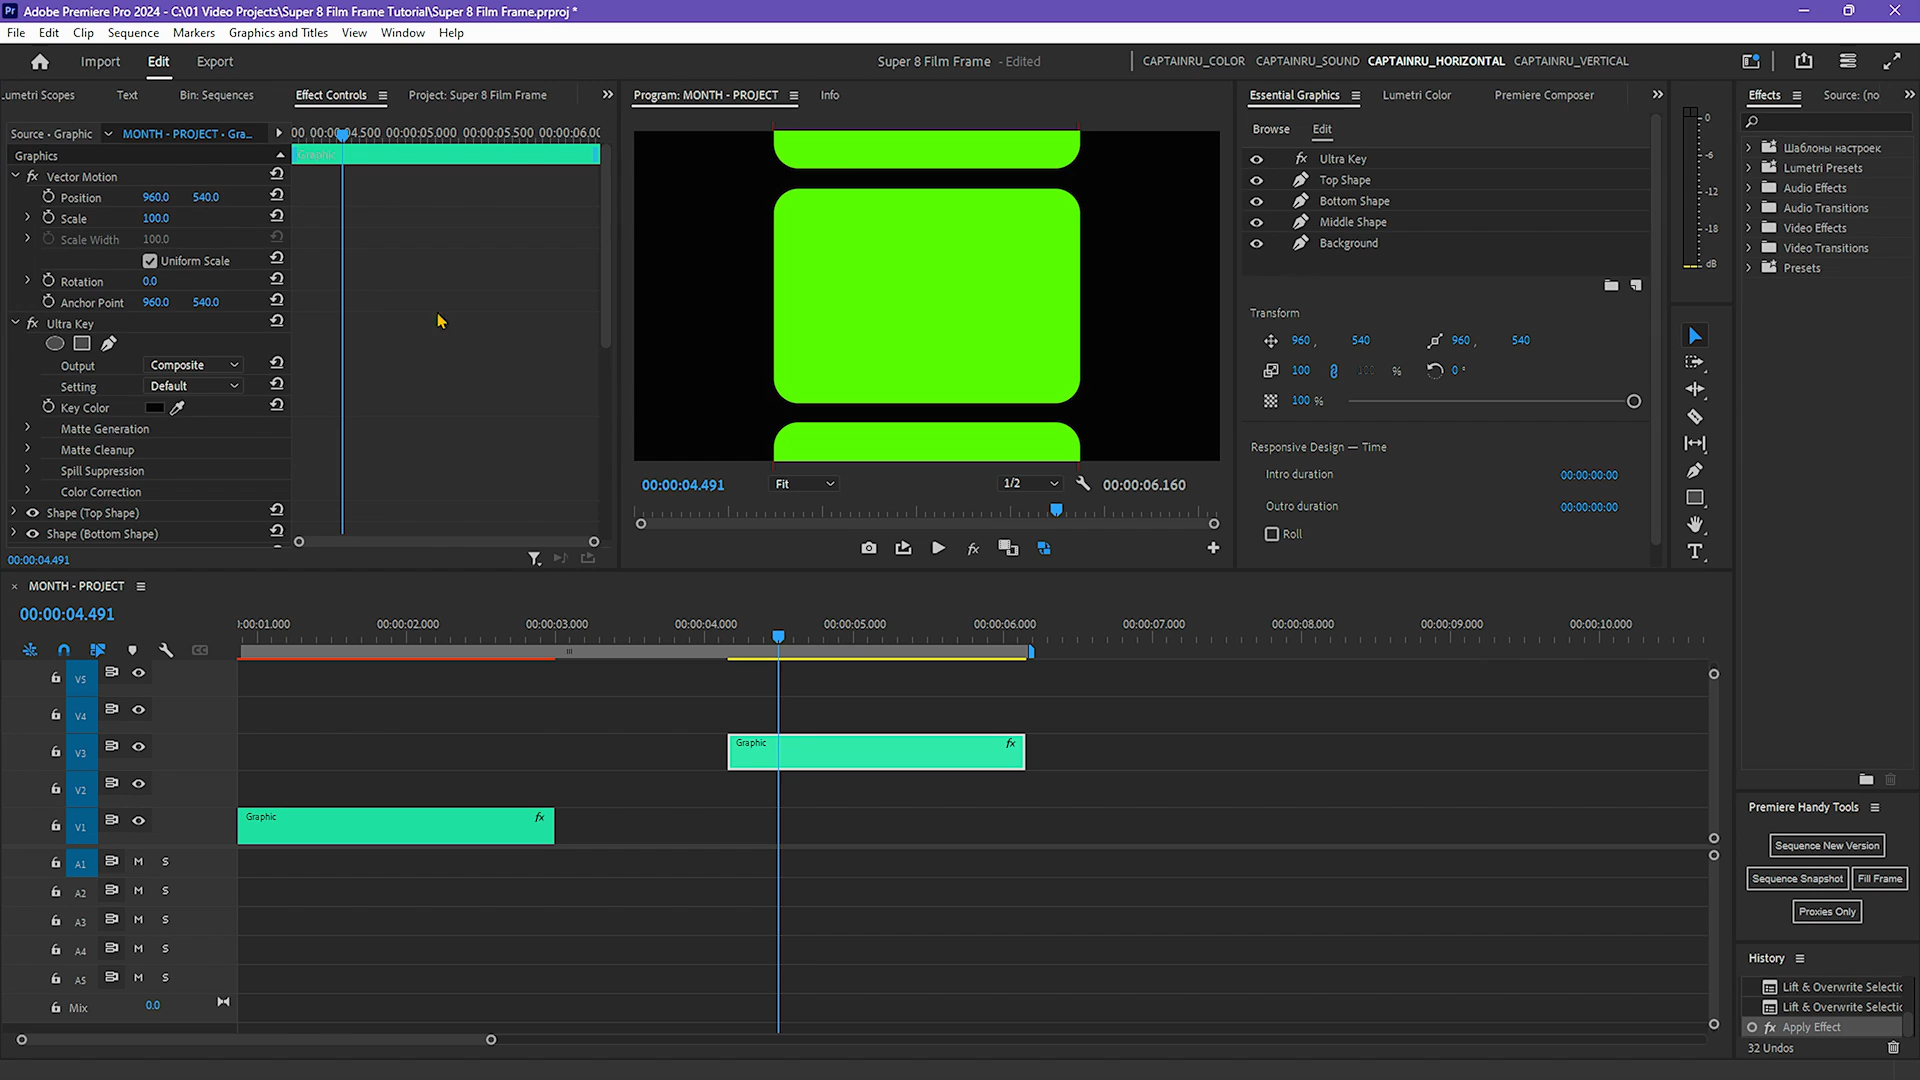 Pr Adobe Premiere Pro 2024 - C:\01 Video Projects\Super 8 Film Frame Tutorial\Super 8 Film Frame.prproj *
File Edit Clip Sequence Markers Graphics and Titles View Window Help
Import Edit Export Super 8 Film Frame - Edited CAPTAINRU_COLOR CAPTAINRU_SOUND CAPTAINRU_HORIZONTAL CAPTAINRU_VERTICAL
umetri Scopes Text Bin: Sequences Effect Controls Project: Super 8 Film Frame
Source • Graphic MONTH - PROJECT • Gra...
00:00:05.000 00:00:05.500
Graphics
Graphic
Vector Motion
Position 960.0 540.0
Scale 100.0
Scale Width 100.0
Uniform Scale
Rotation 0.0
Anchor Point 960.0 540.0
Ultra Key
Output Composite
Setting Default
Key Color
Matte Generation
Matte Cleanup
Spill Suppression
Color Correction
Shape (Top Shape)
Shape (Bottom Shape)
00:00:04.491
Program: MONTH - PROJECT Info
00:00:04.491 Fit 1/2 00:00:06.160
fx
Essential Graphics Lumetri Color Premiere Composer
Browse Edit
fx Ultra Key
Top Shape
Bottom Shape
Middle Shape
Background
Transform
960 , 540 960 , 540
100 100 % 0 °
100 %
Responsive Design — Time
Intro duration 00:00:00:00
Outro duration 00:00:00:00
Roll
0
-6
-12
-18
dB
T
Effects Source: (no
Шаблоны настроек
Lumetri Presets
Audio Effects
Audio Transitions
Video Effects
Video Transitions
Presets
MONTH - PROJECT
00:00:04.491
:00:01.000 00:00:02.000 00:00:03.000 00:00:04.000 00:00:05.000 00:00:06.000 00:00:07.000 00:00:08.000 00:00:09.000 00:00:10.000
CC
V5
V4
V3 Graphic fx
V2
V1 Graphic fx
A1 M S
A2 M S
A3 M S
A4 M S
A5 M S
Mix 0.0
Premiere Handy Tools
Sequence New Version
Sequence Snapshot Fill Frame
Proxies Only
History
Lift & Overwrite Selectic
Lift & Overwrite Selectic
fx Apply Effect
32 Undos